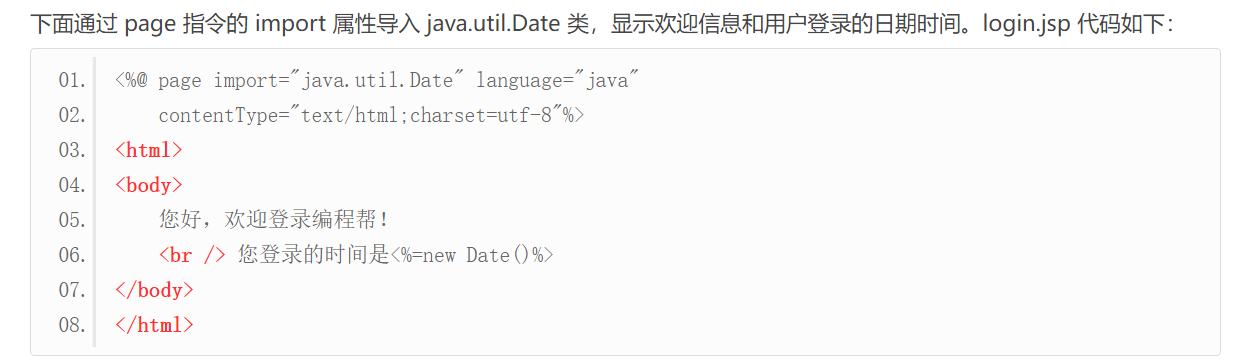 下面通过 page 指令的 import 属性导入 java.util.Date 类，显示欢迎信息和用户登录的日期时间。login.jsp 代码如下：
01. <%@ page import="java.util.Date" language="java"
02.     contentType="text/html;charset=utf-8"%>
03. <html>
04. <body>
05.     您好，欢迎登录编程帮！
06.     <br /> 您登录的时间是<%=new Date()%>
07. </body>
08. </html>